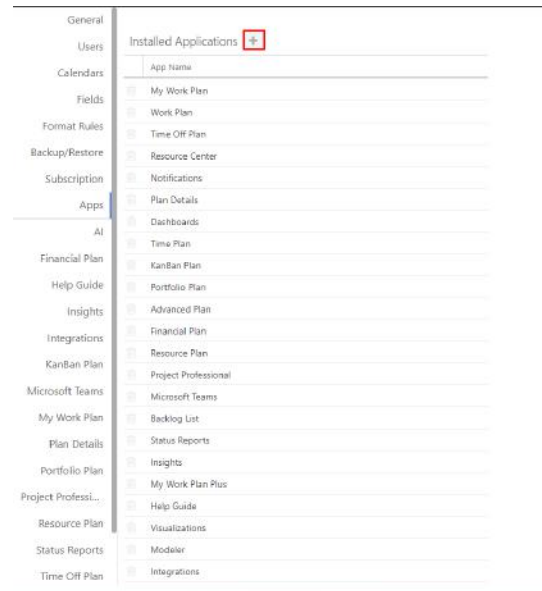 General
Users
Calendars
Fields
Format Rules
Backup/Restore
Subscription
Apps
AI
Financial Plan
Help Guide
Insights
Integrations
KanBan Plan
Microsoft Teams
My Work Plan
Plan Details
Portfolio Plan
Project Professi...
Resource Plan
Status Reports
Time Off Plan
Installed Applications +
App Name
My Work Plan
Work Plan
Time Off Plan
Resource Center
Notifications
Plan Details
Dashboards
Time Plan
KanBan Plan
Portfolio Plan
Advanced Plan
Financial Plan
Resource Plan
Project Professional
Microsoft Teams
Backlog List
Status Reports
Insights
My Work Plan Plus
Help Guide
Visualizations
Modeler
Integrations